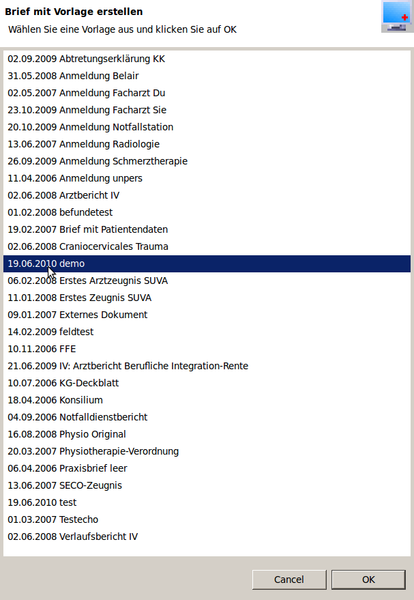 Brief mit Vorlage erstellen
Wählen Sie eine Vorlage aus und klicken Sie auf OK
02.09.2009 Abtretungserklärung KK
31.05.2008 Anmeldung Belair
02.05.2007 Anmeldung Facharzt Du
23.10.2009 Anmeldung Facharzt Sie
20.10.2009 Anmeldung Notfallstation
13.06.2007 Anmeldung Radiologie
26.09.2009 Anmeldung Schmerztherapie
11.04.2006 Anmeldung unpers
02.06.2008 Arztbericht IV
01.02.2008 befundetest
19.02.2007 Brief mit Patientendaten
02.06.2008 Craniocervicales Trauma
19.06.2010 demo
06.02.2008 Erstes Arztzeugnis SUVA
11.01.2008 Erstes Zeugnis SUVA
09.01.2007 Externes Dokument
14.02.2009 feldtest
10.11.2006 FFE
21.06.2009 IV: Arztbericht Berufliche Integration-Rente
10.07.2006 KG-Deckblatt
18.04.2006 Konsilium
04.09.2006 Notfalldienstbericht
16.08.2008 Physio Original
20.03.2007 Physiotherapie-Verordnung
06.04.2006 Praxisbrief leer
13.06.2007 SECO-Zeugnis
19.06.2010 test
01.03.2007 Testecho
02.06.2008 Verlaufsbericht IV
Cancel
OK